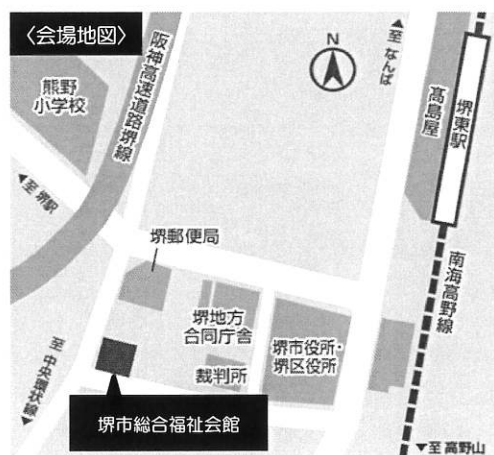 〈会場地図〉
熊野
小学校
阪神高速道路堺線
N
▲至 なんば
髙島屋
堺東駅
◀至 堺駅
堺郵便局
南海高野線
堺地方
合同庁舎
裁判所
堺市役所・
堺区役所
至 中央環状線▼
堺市総合福祉会館
▼至 高野山